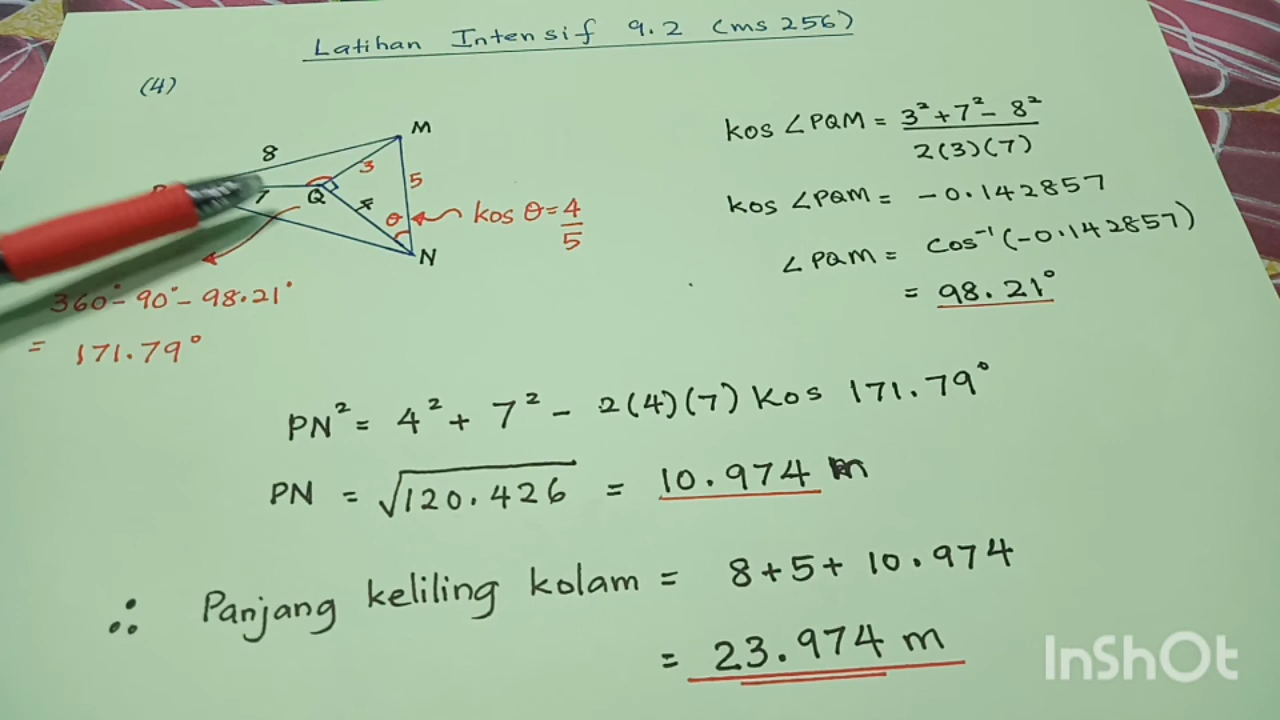 Latihan Intensif 9.2 (ms 256)
(4)
M
8
3
5
7
Q
4
θ
kos θ = 4/5
N
360° - 90° - 98.21°
= 171.79°
kos ∠PQM = (3² + 7² - 8²) / 2(3)(7)
kos ∠PQM = -0.142857
∠PQM = cos⁻¹(-0.142857)
= 98.21°
PN² = 4² + 7² - 2(4)(7) kos 171.79°
PN = √120.426 = 10.974 m
∴ Panjang keliling kolam = 8+5+10.974
= 23.974 m
InShOt